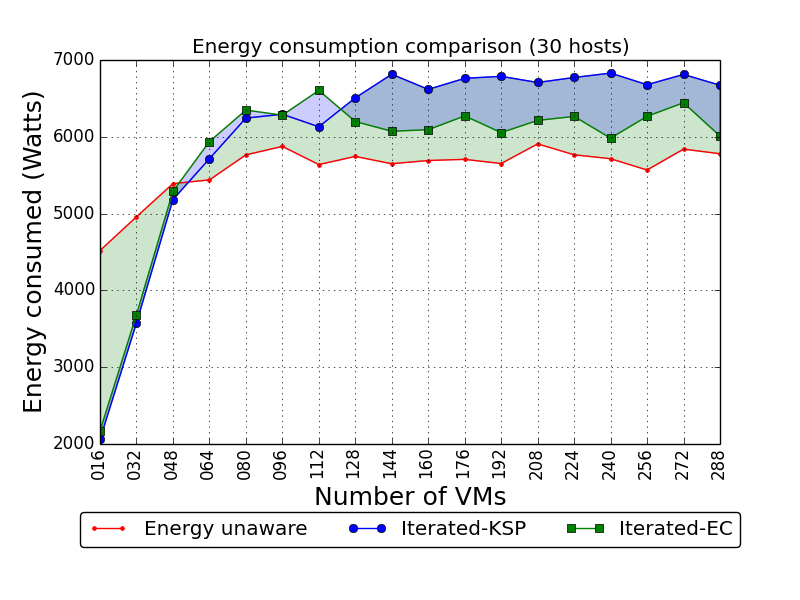 Energy consumption comparison (30 hosts)
Energy consumed (Watts)
7000
6000
5000
4000
3000
2000
016 032 048 064 080 096 112 128 144 160 176 192 208 224 240 256 272 288
Number of VMs
Energy unaware Iterated-KSP Iterated-EC